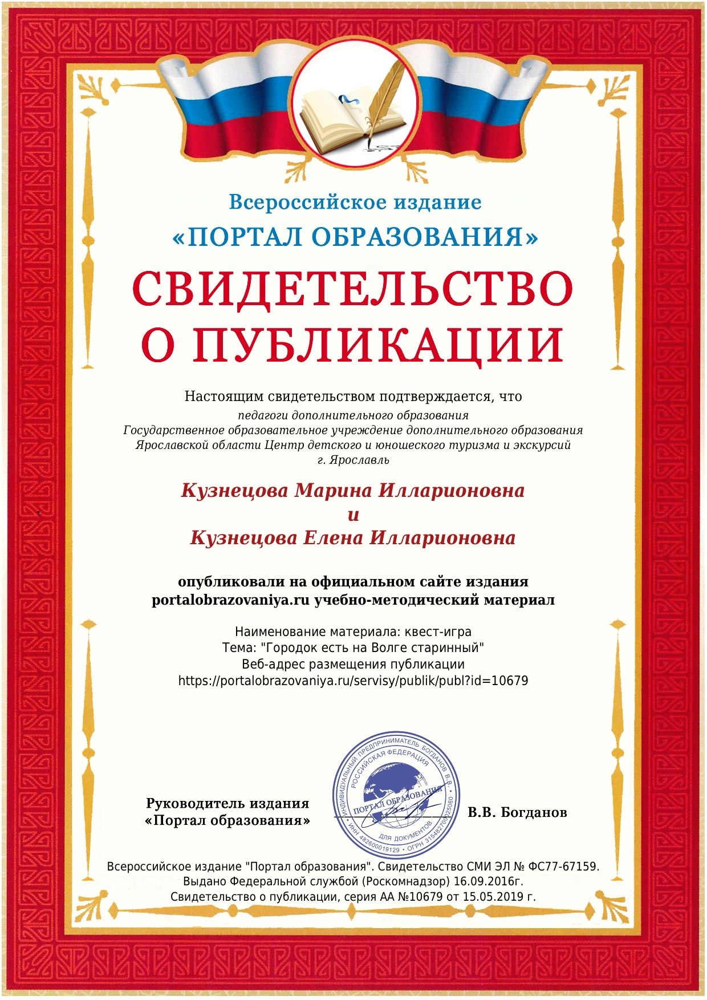 Всероссийское издание
«ПОРТАЛ ОБРАЗОВАНИЯ»
СВИДЕТЕЛЬСТВО
О ПУБЛИКАЦИИ
Настоящим свидетельством подтверждается, что
педагоги дополнительного образования
Государственное образовательное учреждение дополнительного образования
Ярославской области Центр детского и юношеского туризма и экскурсий
г. Ярославль
Кузнецова Марина Илларионовна
и
Кузнецова Елена Илларионовна
опубликовали на официальном сайте издания
portalobrazovaniya.ru учебно-методический материал
Наименование материала: квест-игра
Тема: "Городок есть на Волге старинный"
Веб-адрес размещения публикации
https://portalobrazovaniya.ru/servisy/publik/publ?id=10679
Руководитель издания
«Портал образования»
ИНДИВИДУАЛЬНЫЙ ПРЕДПРИНИМАТЕЛЬ БОГДАНОВ В.В.
• ИНН 482600019129 • ОГРН 315482700025060 •
РОССИЙСКАЯ ФЕДЕРАЦИЯ
ПОРТАЛ ОБРАЗОВАНИЯ
ДЛЯ ДОКУМЕНТОВ
В.В. Богданов
Всероссийское издание "Портал образования". Свидетельство СМИ ЭЛ № ФС77-67159.
Выдано Федеральной службой (Роскомнадзор) 16.09.2016г.
Свидетельство о публикации, серия АА №10679 от 15.05.2019 г.